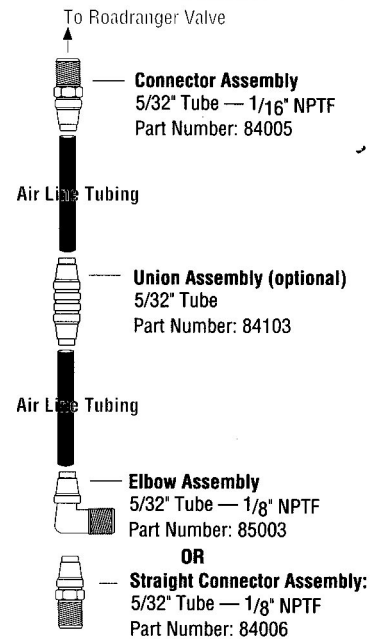 To Roadranger Valve
Connector Assembly
5/32" Tube — 1/16" NPTF
Part Number: 84005
Air Line Tubing
Union Assembly (optional)
5/32" Tube
Part Number: 84103
Air Line Tubing
Elbow Assembly
5/32" Tube — 1/8" NPTF
Part Number: 85003
OR
Straight Connector Assembly:
5/32" Tube — 1/8" NPTF
Part Number: 84006